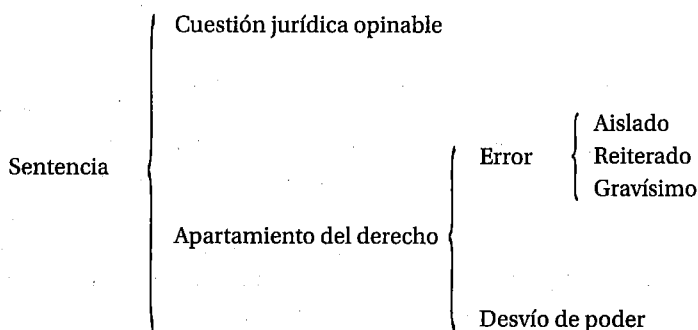 Cuestión jurídica opinable
Aislado
Error
Reiterado
Sentencia
Gravísimo
Apartamiento del derecho
Desvío de poder